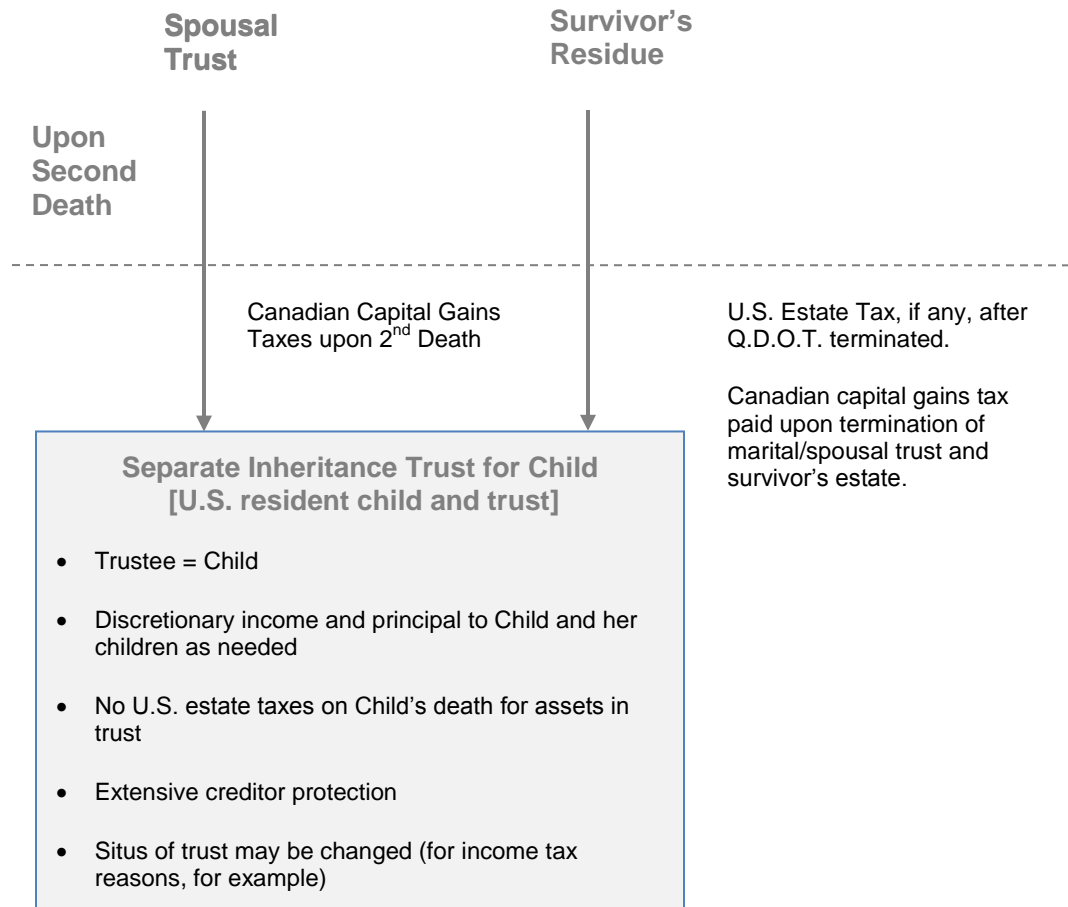 Spousal
Trust
Survivor's
Residue
Upon
Second
Death
Canadian Capital Gains
Taxes upon 2nd Death
U.S. Estate Tax, if any, after
Q.D.O.T. terminated.
Canadian capital gains tax
paid upon termination of
marital/spousal trust and
survivor's estate.
Separate Inheritance Trust for Child
[U.S. resident child and trust]
• Trustee = Child
• Discretionary income and principal to Child and her
children as needed
• No U.S. estate taxes on Child's death for assets in
trust
• Extensive creditor protection
• Situs of trust may be changed (for income tax
reasons, for example)